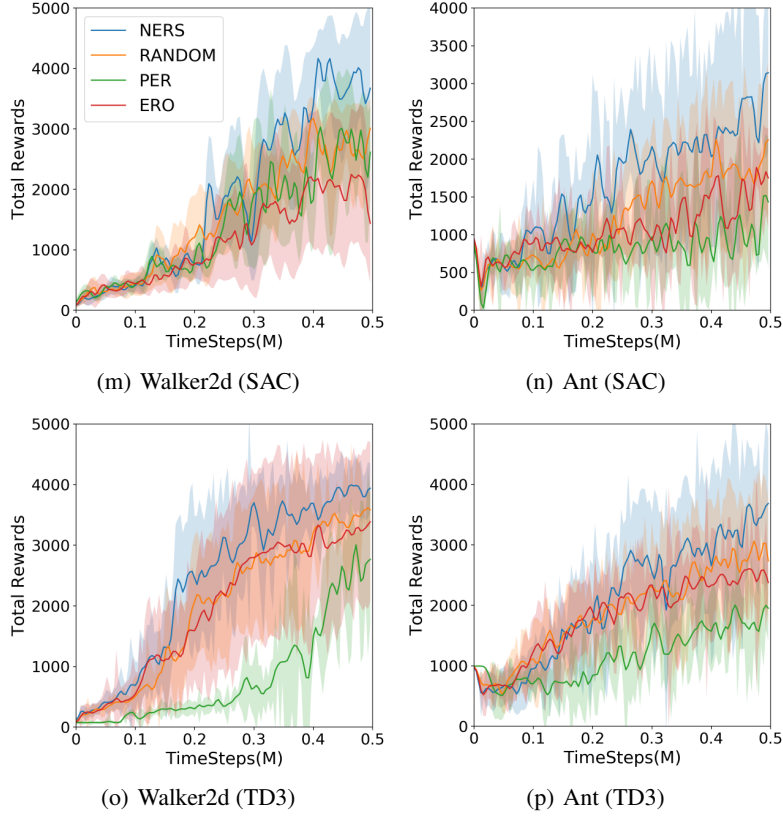 5000
4000
3000
2000
1000
0
Total Rewards
NERS
RANDOM
PER
ERO
0 0.1 0.2 0.3 0.4 0.5
TimeSteps(M)
(m) Walker2d (SAC)
4000
3500
3000
2500
2000
1500
1000
500
0
Total Rewards
0 0.1 0.2 0.3 0.4 0.5
TimeSteps(M)
(n) Ant (SAC)
5000
4000
3000
2000
1000
0
Total Rewards
0 0.1 0.2 0.3 0.4 0.5
TimeSteps(M)
(o) Walker2d (TD3)
5000
4000
3000
2000
1000
0
Total Rewards
0 0.1 0.2 0.3 0.4 0.5
TimeSteps(M)
(p) Ant (TD3)